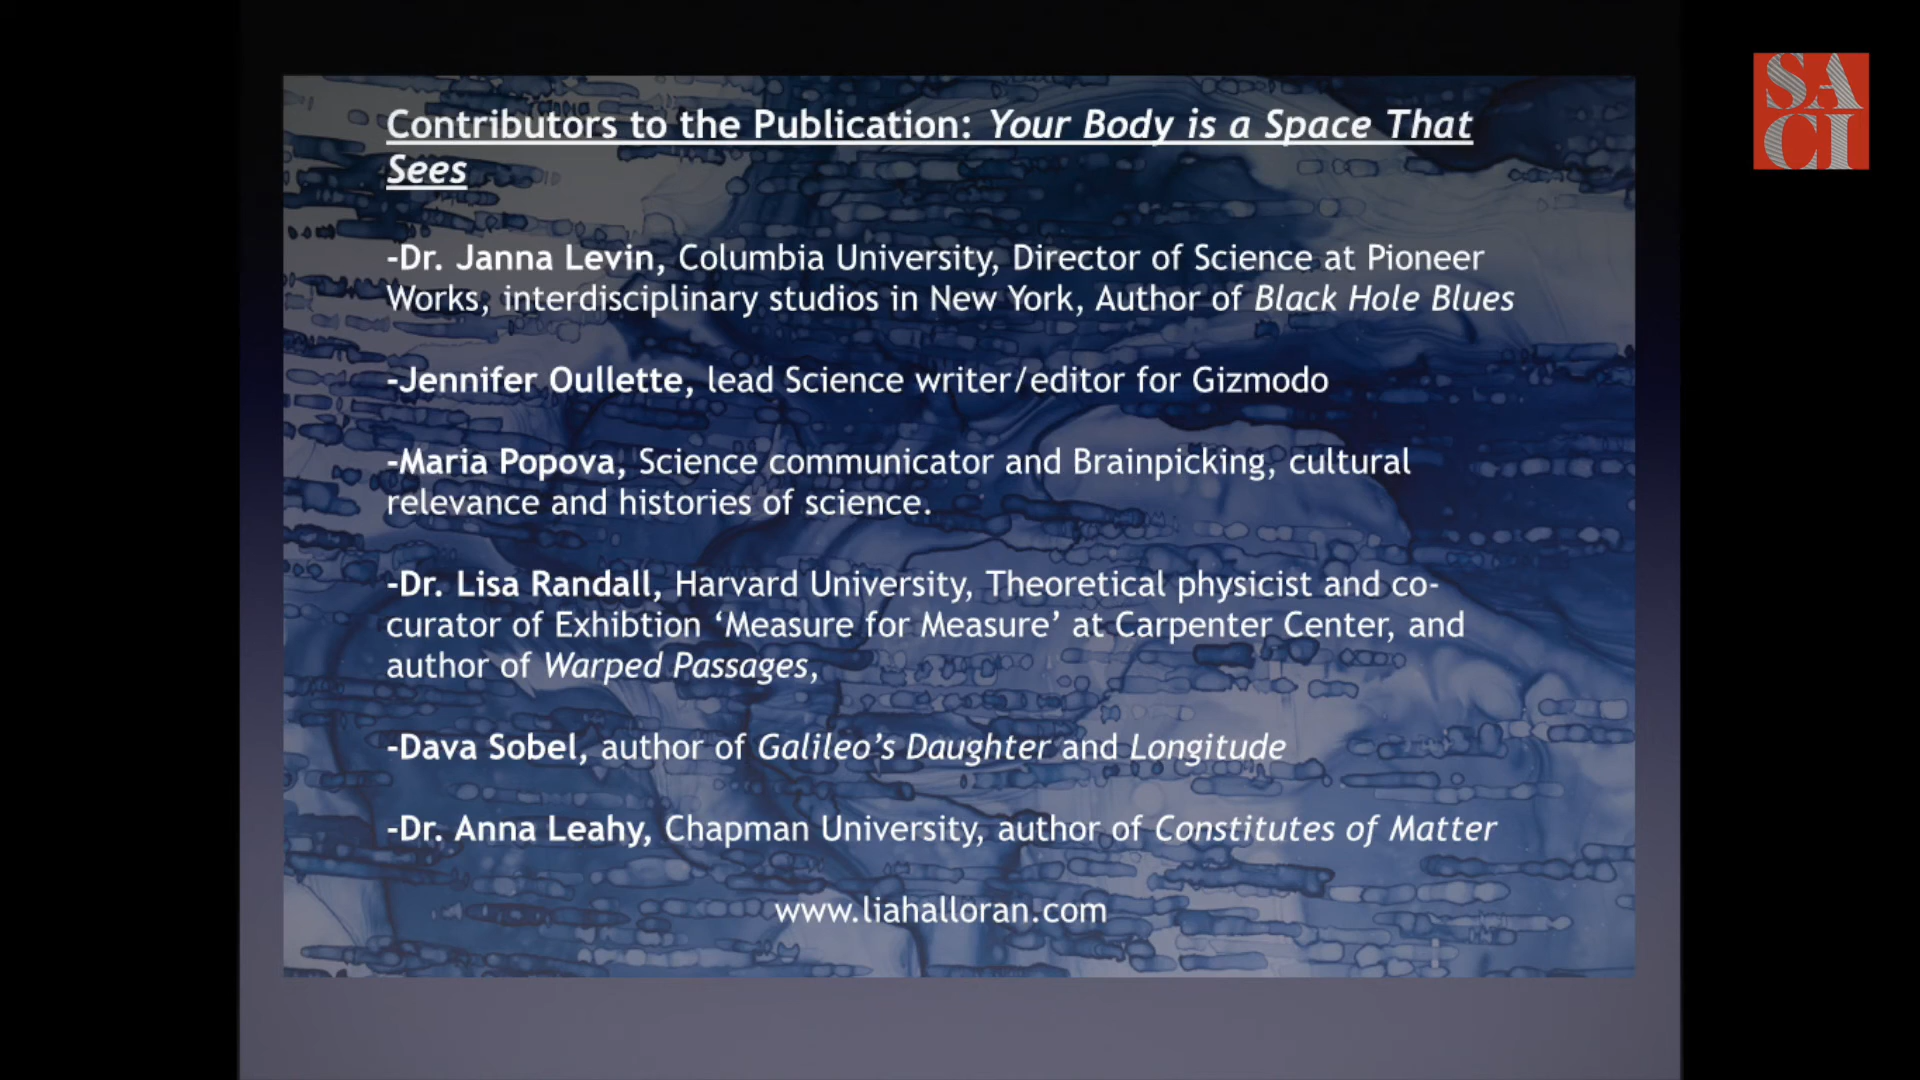 Contributors to the Publication: Your Body is a Space That
Sees
-Dr. Janna Levin, Columbia University, Director of Science at Pioneer
Works, interdisciplinary studios in New York, Author of Black Hole Blues
-Jennifer Oullette, lead Science writer/editor for Gizmodo
-Maria Popova, Science communicator and Brainpicking, cultural
relevance and histories of science.
-Dr. Lisa Randall, Harvard University, Theoretical physicist and co-
curator of Exhibtion ‘Measure for Measure’ at Carpenter Center, and
author of Warped Passages,
-Dava Sobel, author of Galileo’s Daughter and Longitude
-Dr. Anna Leahy, Chapman University, author of Constitutes of Matter
www.liahalloran.com
SA
CI